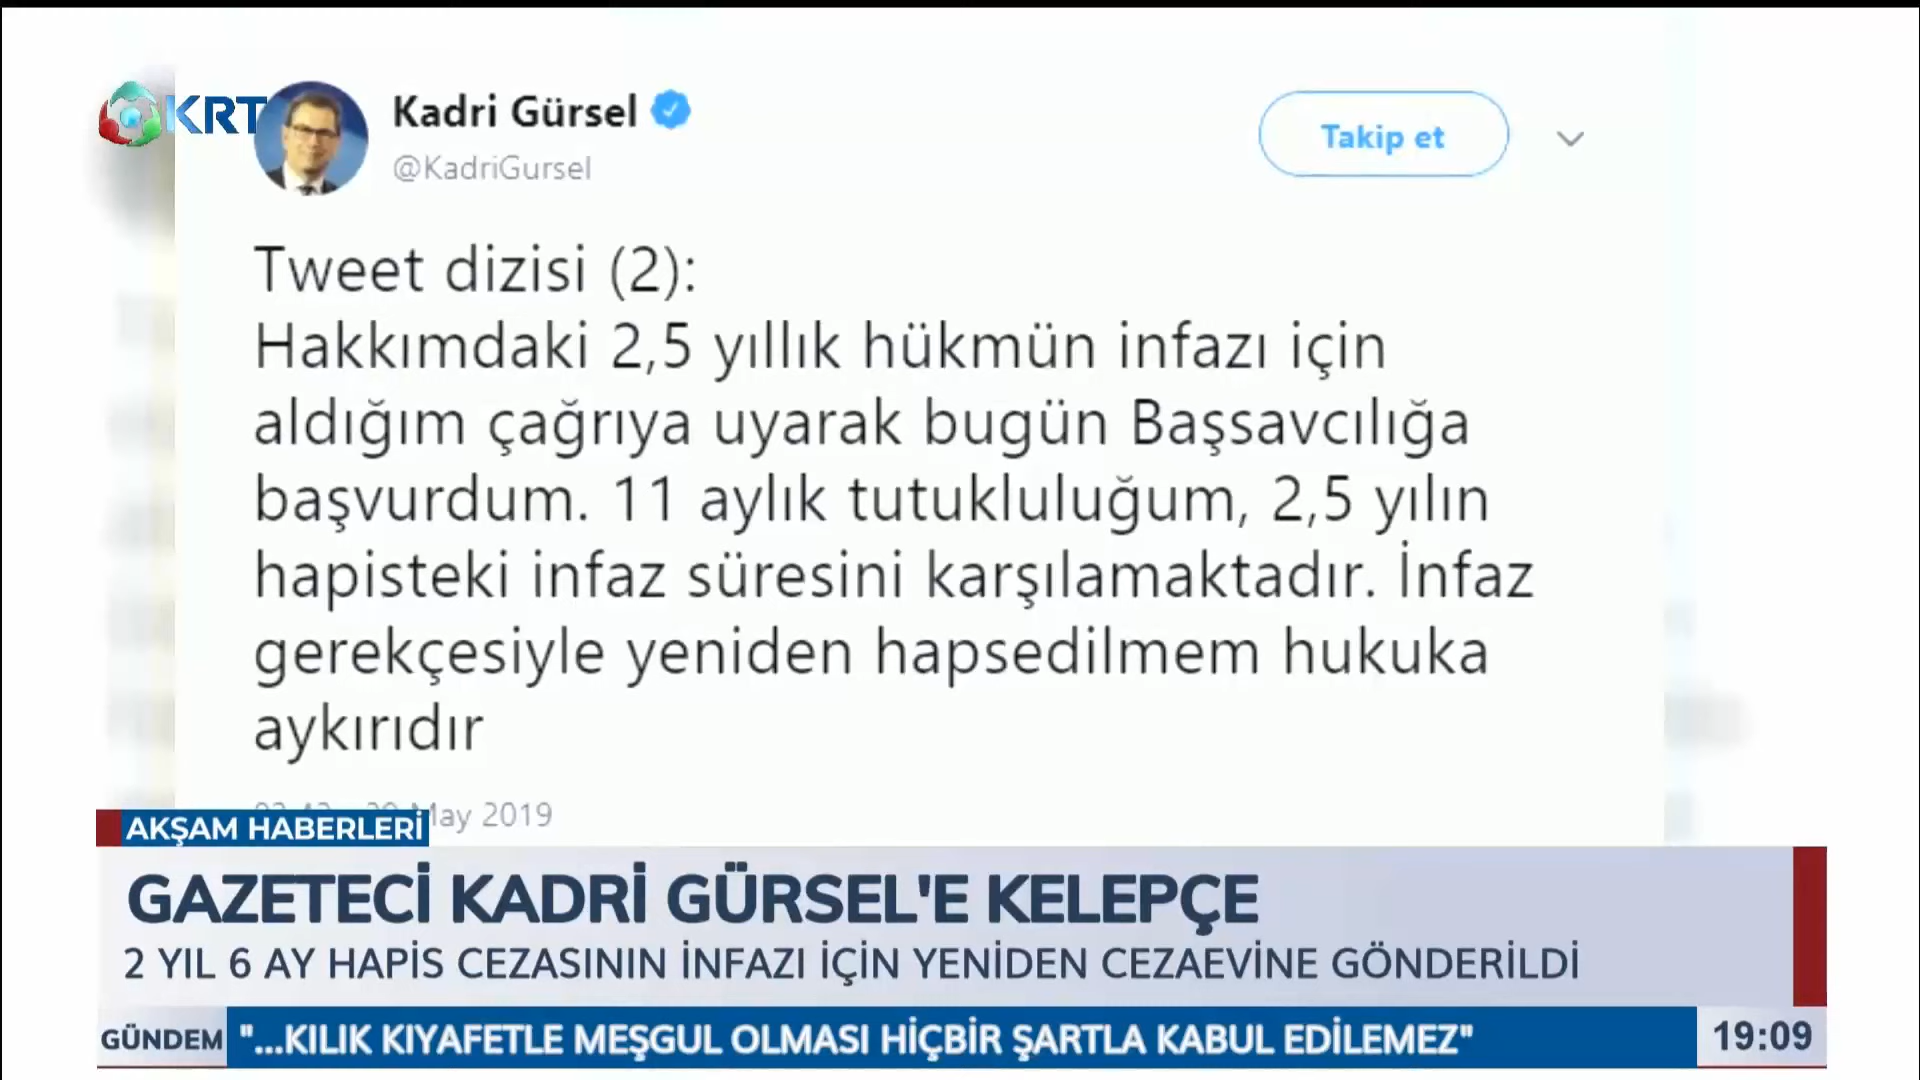 KRT
Kadri Gürsel
@KadriGursel
Takip et
Tweet dizisi (2):
Hakkımdaki 2,5 yıllık hükmün infazı için
aldığım çağrıya uyarak bugün Başsavcılığa
başvurdum. 11 aylık tutukluluğum, 2,5 yılın
hapisteki infaz süresini karşılamaktadır. İnfaz
gerekçesiyle yeniden hapsedilmem hukuka
aykırıdır
May 2019
AKŞAM HABERLERİ
GAZETECİ KADRİ GÜRSEL'E KELEPÇE
2 YIL 6 AY HAPİS CEZASININ İNFAZI İÇİN YENİDEN CEZAEVİNE GÖNDERİLDİ
GÜNDEM "...KILIK KIYAFETLE MEŞGUL OLMASI HİÇBİR ŞARTLA KABUL EDİLEMEZ" 19:09